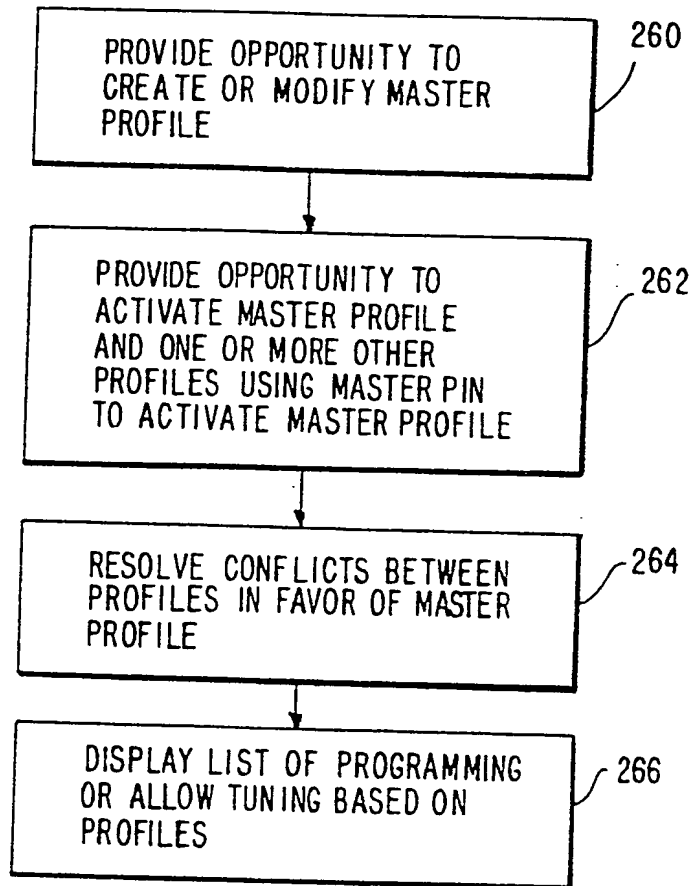 PROVIDE OPPORTUNITY TO
CREATE OR MODIFY MASTER
PROFILE
260
PROVIDE OPPORTUNITY TO
ACTIVATE MASTER PROFILE
AND ONE OR MORE OTHER
PROFILES USING MASTER PIN
TO ACTIVATE MASTER PROFILE
262
RESOLVE CONFLICTS BETWEEN
PROFILES IN FAVOR OF MASTER
PROFILE
264
DISPLAY LIST OF PROGRAMMING
OR ALLOW TUNING BASED ON
PROFILES
266